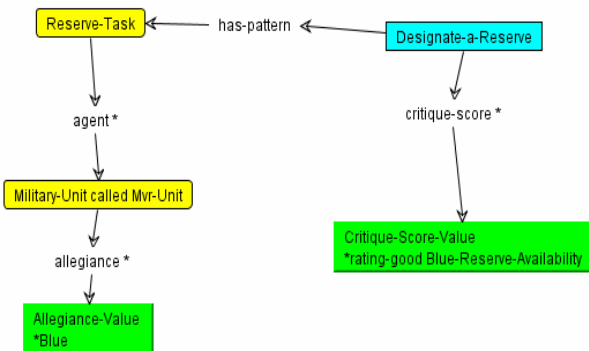 Reserve-Task
has-pattern
Designate-a-Reserve
agent *
critique-score *
Military-Unit called Mvr-Unit
allegiance *
Critique-Score-Value
*rating-good Blue-Reserve-Availability
Allegiance-Value
*Blue